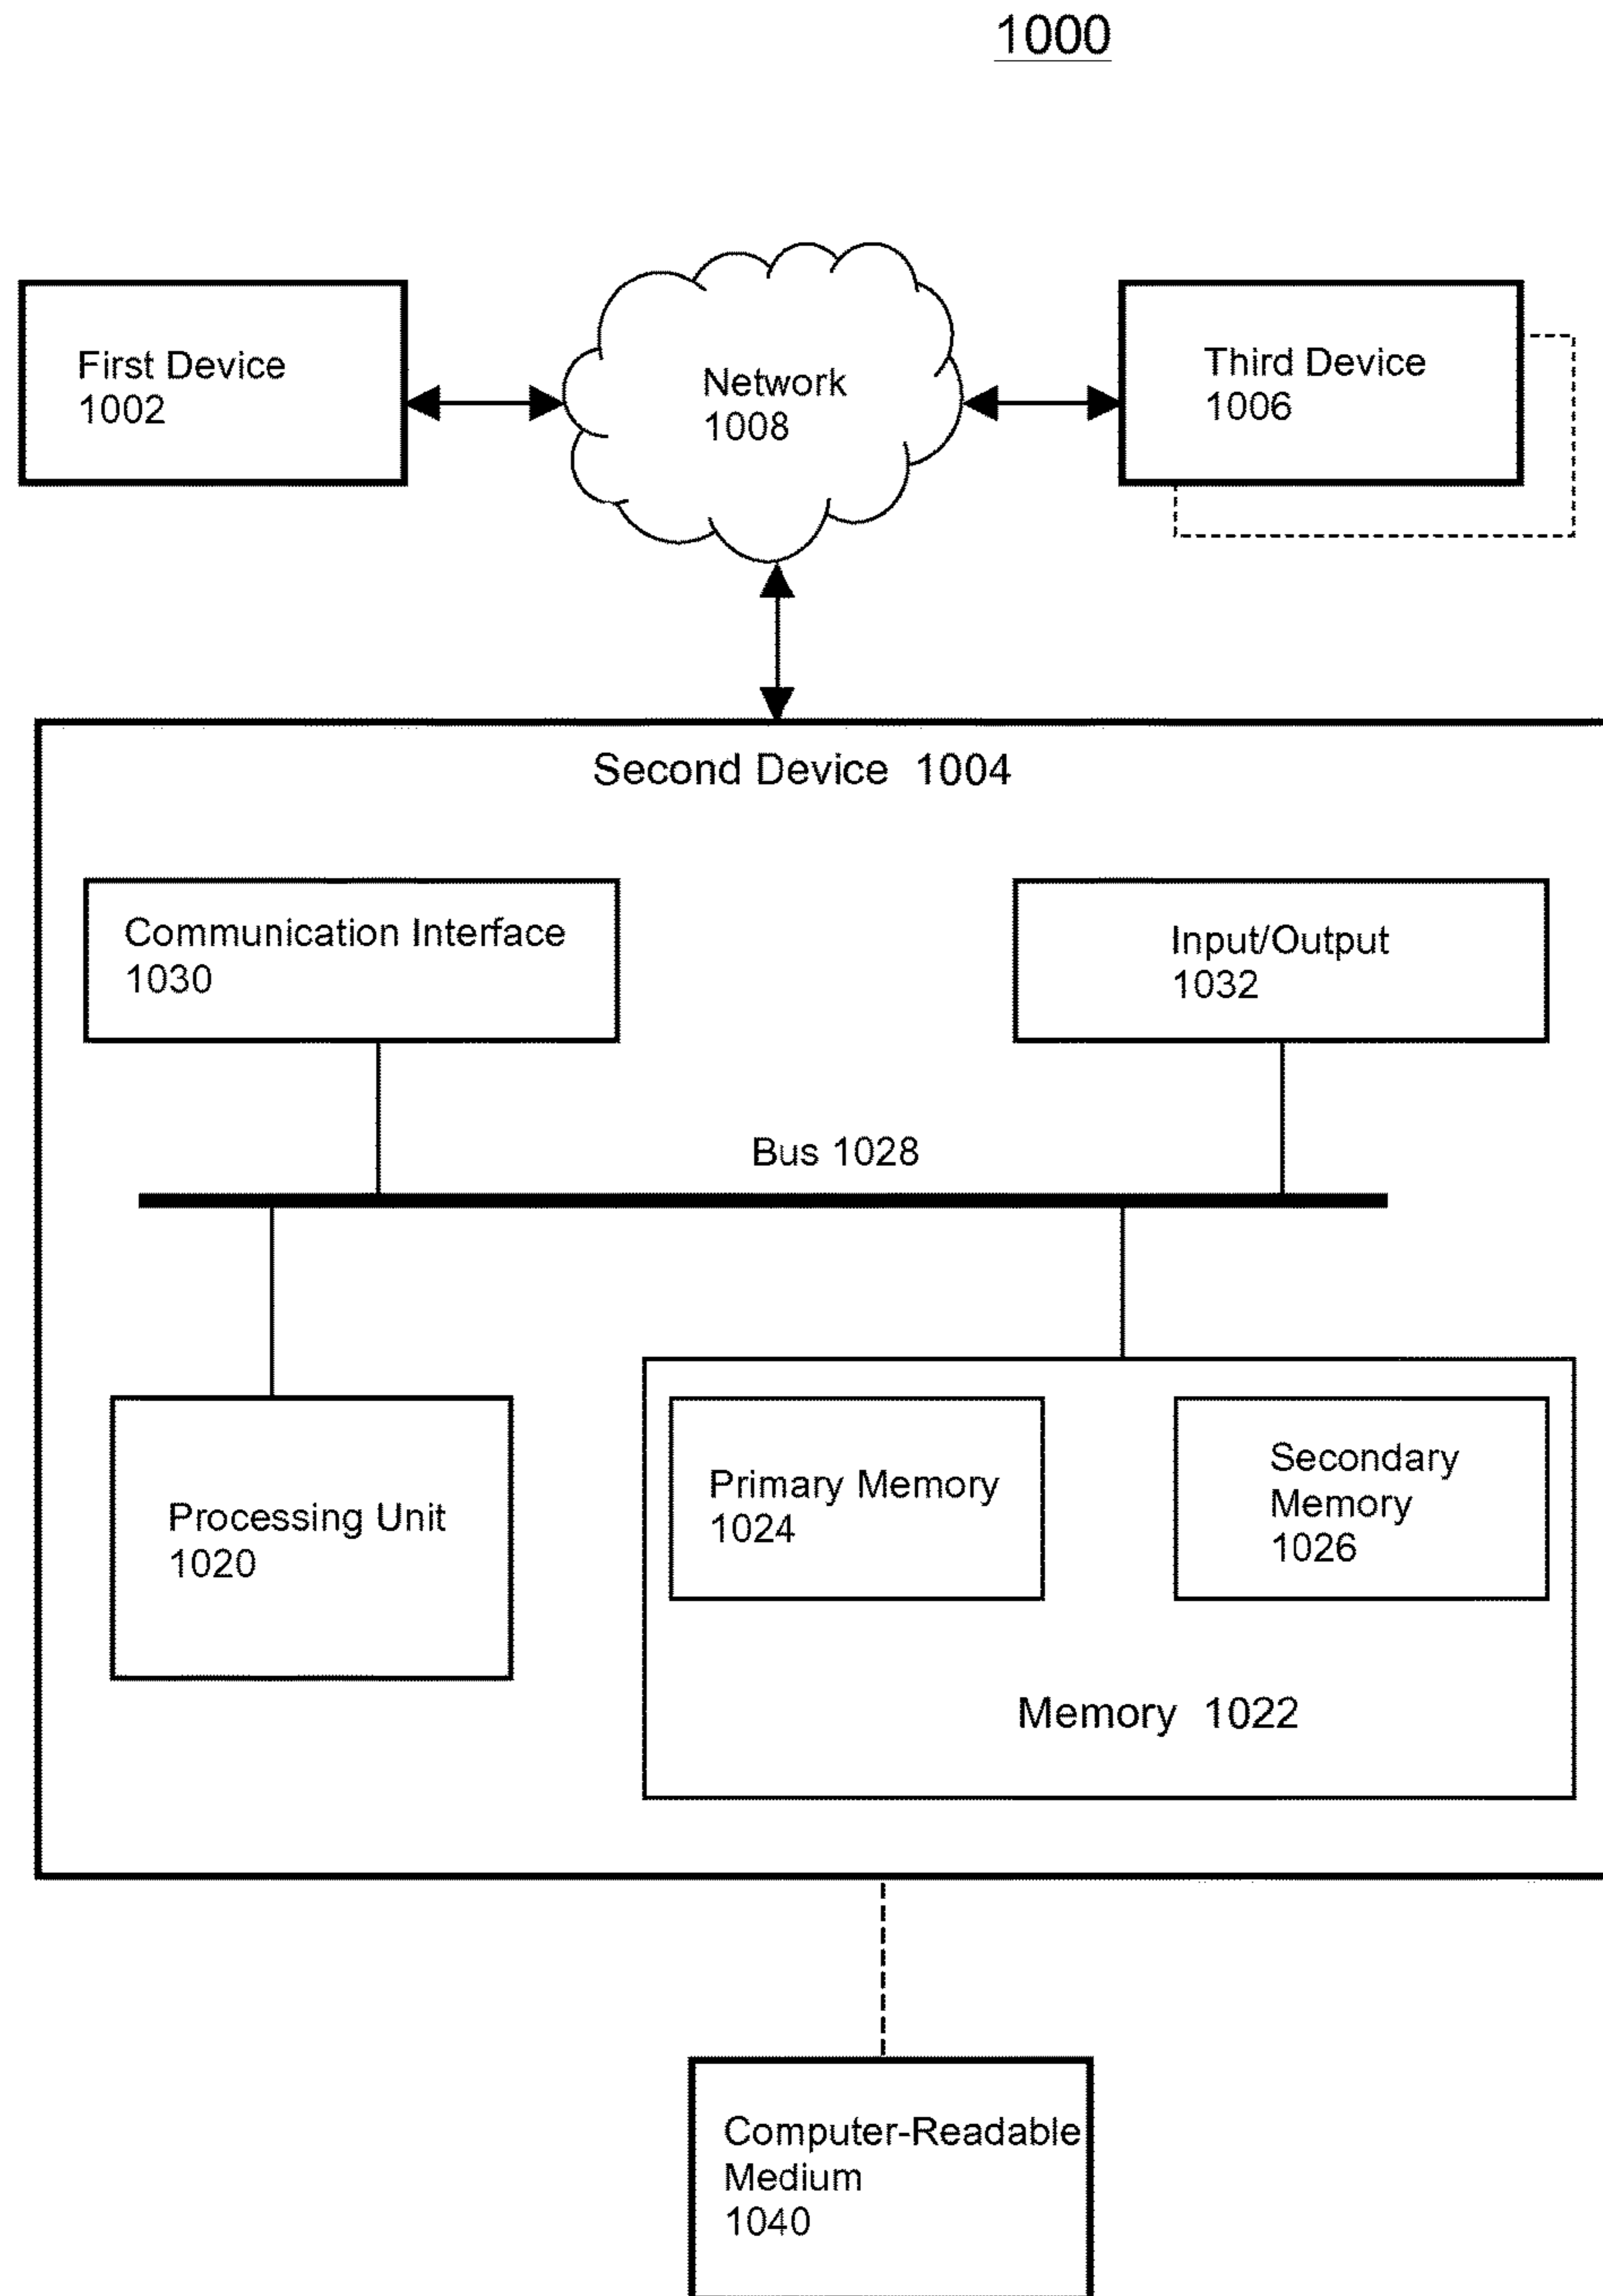 1000
First Device
1002
Network
1008
Third Device
1006
Second Device 1004
Communication Interface
1030
Input/Output
1032
Bus 1028
Processing Unit
1020
Primary Memory
1024
Secondary
Memory
1026
Memory 1022
Computer-Readable
Medium
1040